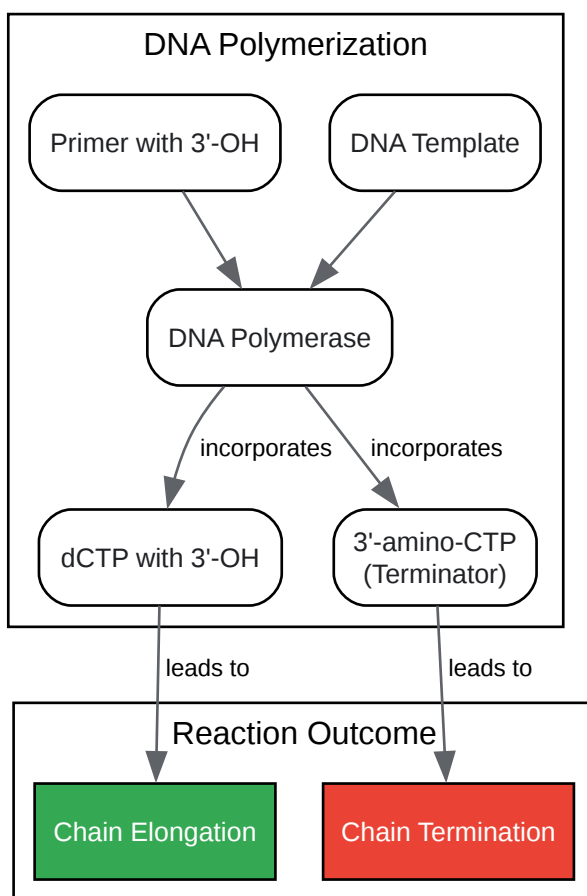 DNA Polymerization
Primer with 3'-OH
DNA Template
DNA Polymerase
incorporates
incorporates
dCTP with 3'-OH
3'-amino-CTP
(Terminator)
leads to
leads to
Reaction Outcome
Chain Elongation
Chain Termination